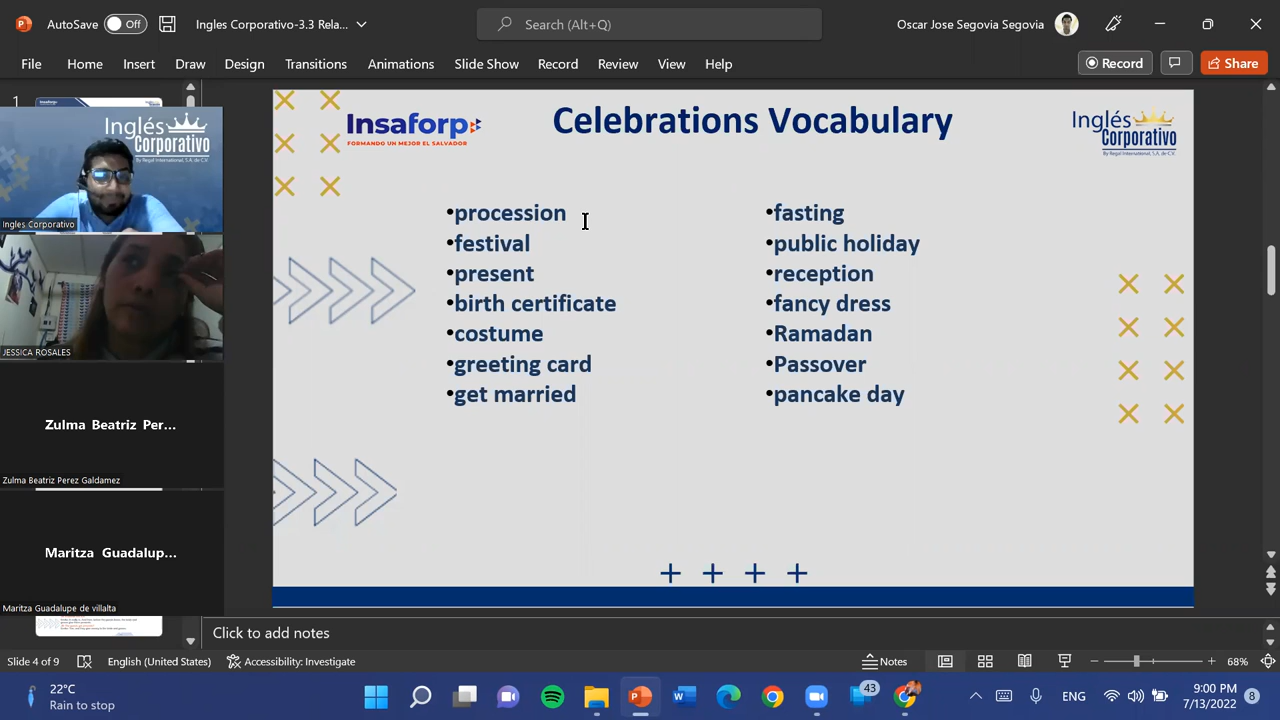 AutoSave Off
Ingles Corporativo-3.3 Rela...
Search (Alt+Q)
Oscar Jose Segovia Segovia
File Home Insert Draw Design Transitions Animations Slide Show Record Review View Help
Record
Share
1
Inglés
Corporativo
By Regal International, S.A. de C.V.
Ingles Corporativo
JESSICA ROSALES
Zulma Beatriz Per...
Zulma Beatriz Perez Galdamez
Maritza Guadalup...
Maritza Guadalupe de villalta
Insaforp
FORMANDO UN MEJOR EL SALVADOR
Celebrations Vocabulary
Inglés
Corporativo
By Regal International, S.A. de C.V.
•procession
•festival
•present
•birth certificate
•costume
•greeting card
•get married
•fasting
•public holiday
•reception
•fancy dress
•Ramadan
•Passover
•pancake day
Click to add notes
Slide 4 of 9
English (United States)
Accessibility: Investigate
Notes
68%
22°C
Rain to stop
43
ENG
9:00 PM
7/13/2022
8